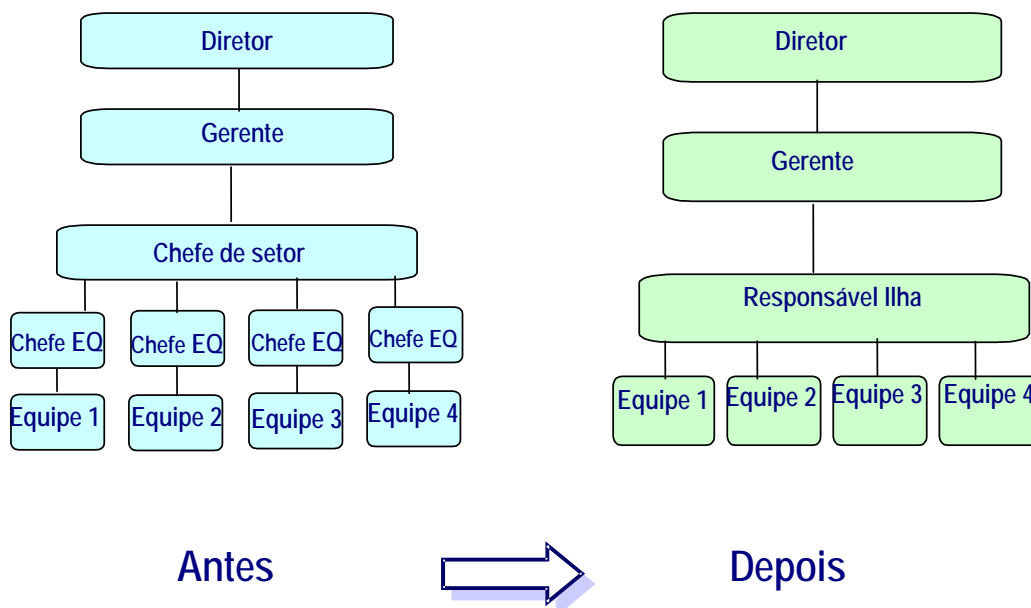 Diretor
Gerente
Chefe de setor
Chefe EQ
Chefe EQ
Chefe EQ
Chefe EQ
Equipe 1
Equipe 2
Equipe 3
Equipe 4
Antes
Diretor
Gerente
Responsável Ilha
Equipe 1
Equipe 2
Equipe 3
Equipe 4
Depois